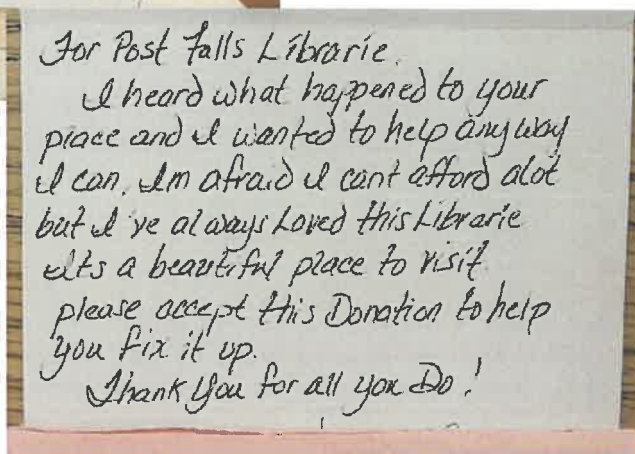 For Post Falls Librarie.
I heard what happened to your
place and I wanted to help any way
I can. Im afraid I cant afford alot
but I've always Loved this Librarie
Its a beautiful place to visit
please accept this Donation to help
you fix it up.
Thank you for all you Do!